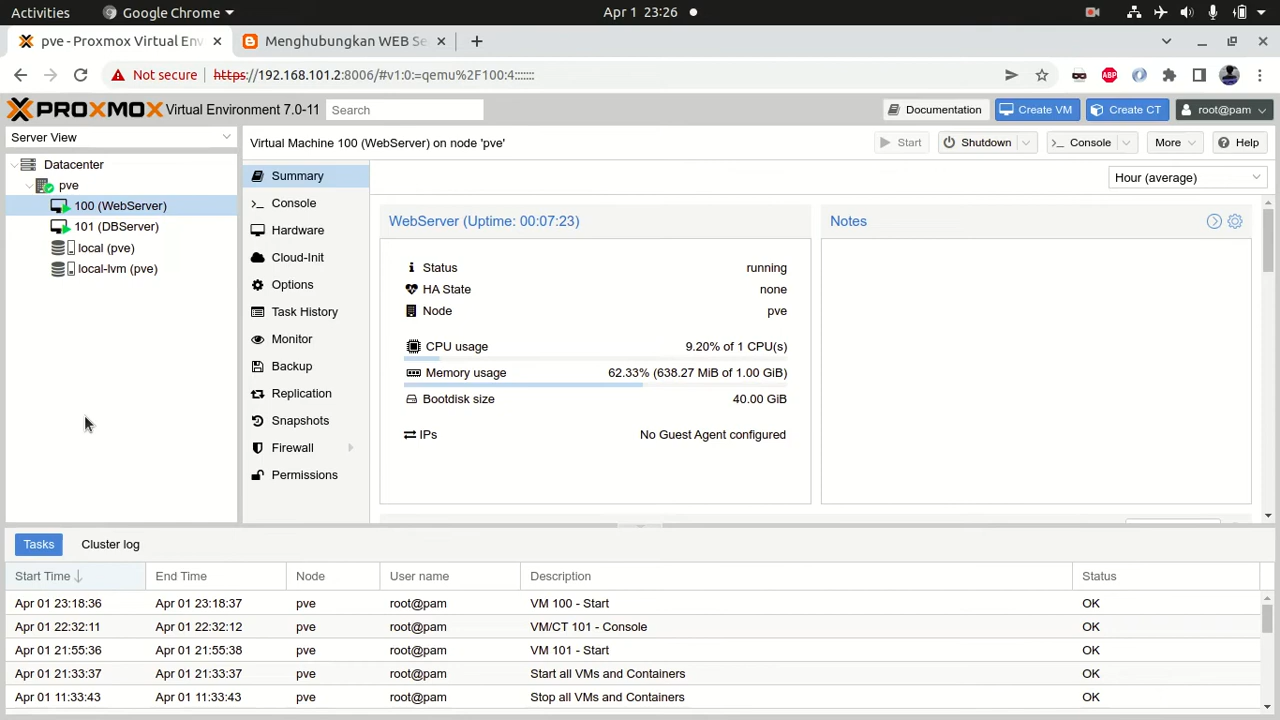 Activities
Google Chrome
Apr 1 23:26
pve - Proxmox Virtual Env
Menghubungkan WEB Se
Not secure
https://192.168.101.2:8006/#v1:0:=qemu%2F100:4:::::::
ABP
PROXMOX Virtual Environment 7.0-11
Search
Documentation
Create VM
Create CT
root@pam
Server View
Virtual Machine 100 (WebServer) on node 'pve'
Start
Shutdown
Console
More
Help
Datacenter
pve
100 (WebServer)
101 (DBServer)
local (pve)
local-lvm (pve)
Summary
Console
Hardware
Cloud-Init
Options
Task History
Monitor
Backup
Replication
Snapshots
Firewall
Permissions
Hour (average)
WebServer (Uptime: 00:07:23)
Status running
HA State none
Node pve
CPU usage 9.20% of 1 CPU(s)
Memory usage 62.33% (638.27 MiB of 1.00 GiB)
Bootdisk size 40.00 GiB
IPs No Guest Agent configured
Notes
Tasks
Cluster log
Start Time End Time Node User name Description Status
Apr 01 23:18:36 Apr 01 23:18:37 pve root@pam VM 100 - Start OK
Apr 01 22:32:11 Apr 01 22:32:12 pve root@pam VM/CT 101 - Console OK
Apr 01 21:55:36 Apr 01 21:55:38 pve root@pam VM 101 - Start OK
Apr 01 21:33:37 Apr 01 21:33:37 pve root@pam Start all VMs and Containers OK
Apr 01 11:33:43 Apr 01 11:33:43 pve root@pam Stop all VMs and Containers OK